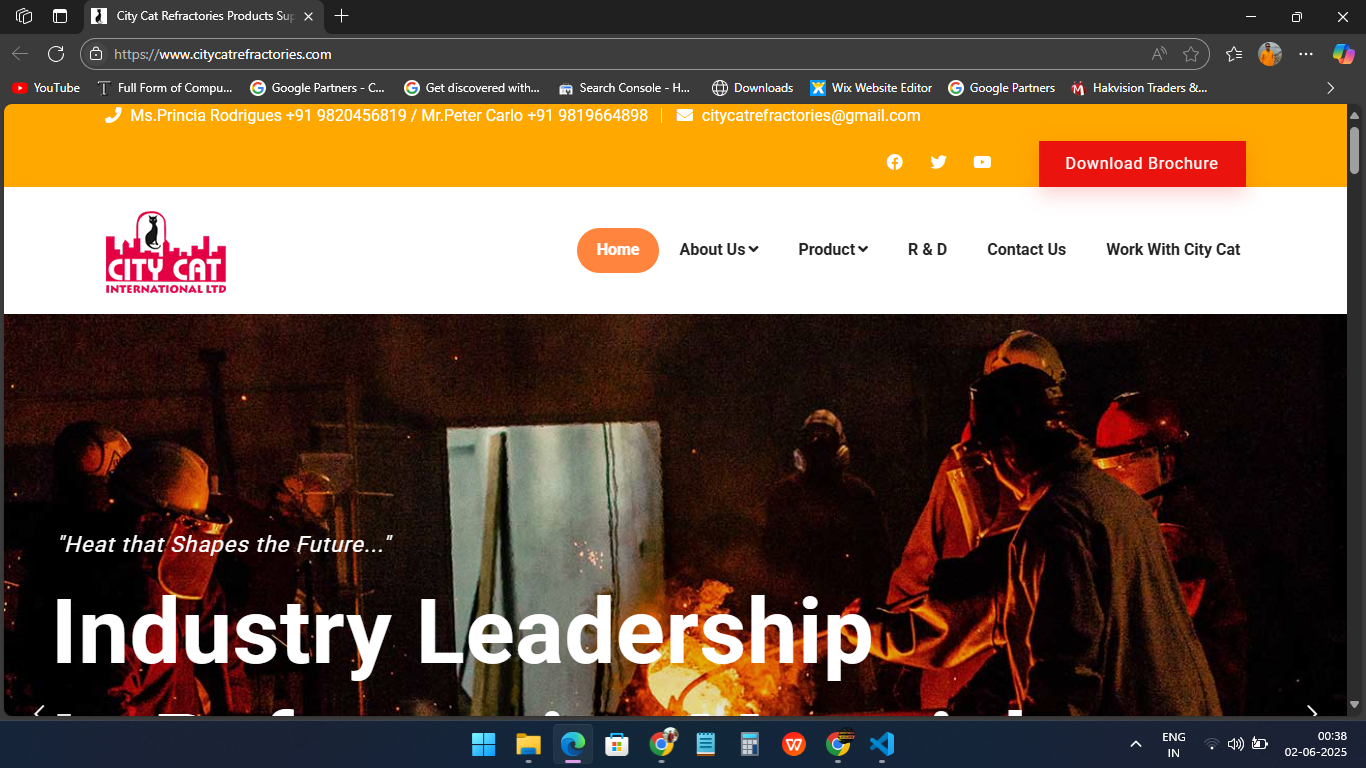 City Cat Refractories Products Sup
https://www.citycatrefractories.com
YouTube
Full Form of Compu...
Google Partners - C...
Get discovered with...
Search Console - H...
Downloads
Wix Website Editor
Google Partners
Hakvision Traders &...
Ms.Princia Rodrigues +91 9820456819 / Mr.Peter Carlo +91 9819664898
citycatrefractories@gmail.com
Download Brochure
CITY CAT
INTERNATIONAL LTD
Home
About Us
Product
R & D
Contact Us
Work With City Cat
"Heat that Shapes the Future..."
Industry Leadership
ENG
IN
00:38
02-06-2025